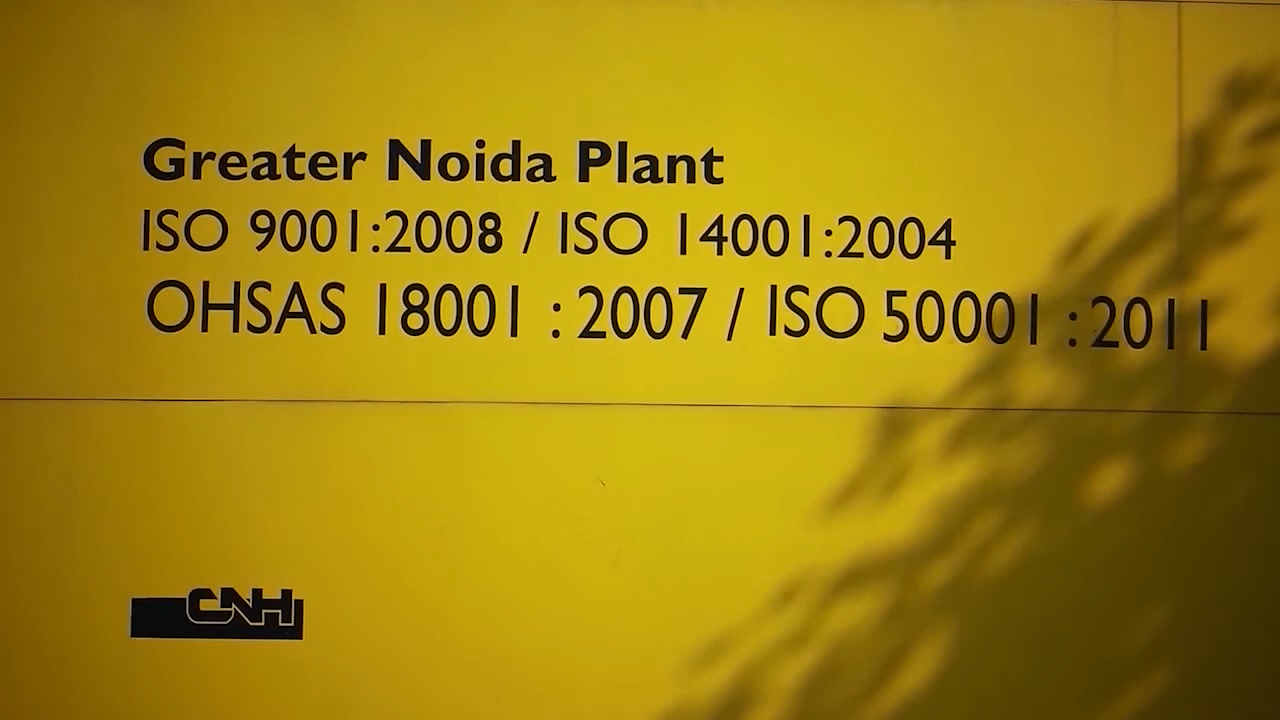 Greater Noida Plant
ISO 9001:2008 / ISO 14001:2004
OHSAS 18001 : 2007 / ISO 50001 : 2011
CNH